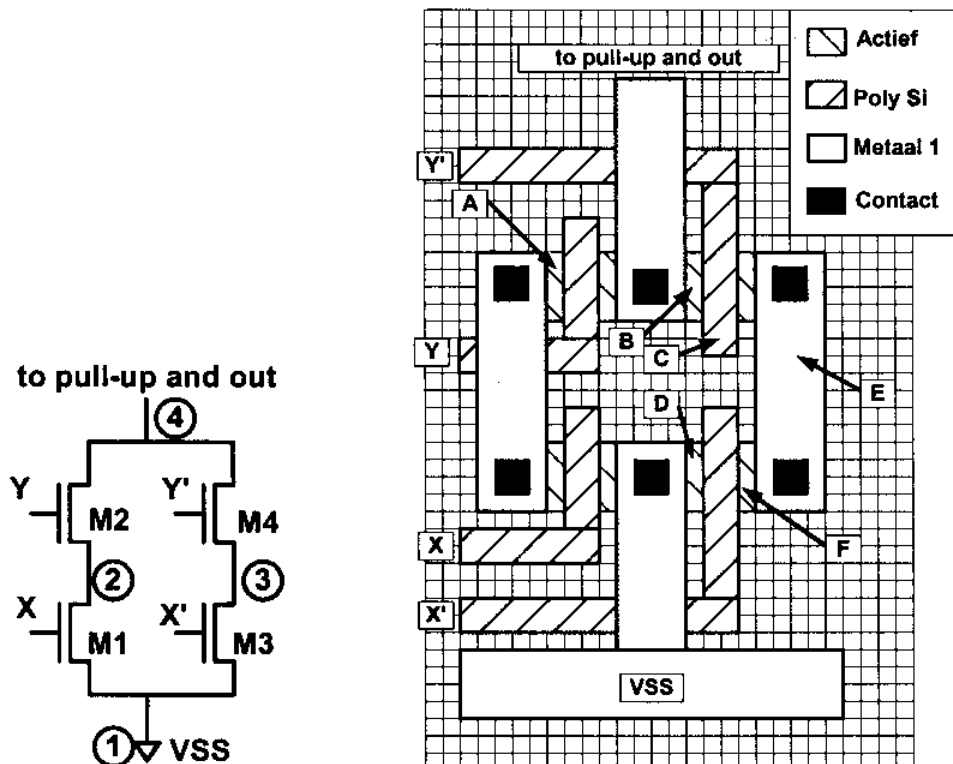 to pull-up and out
4
Y
Y'
M2
M4
2
3
X
X'
M1
M3
1
VSS
to pull-up and out
Actief
Poly Si
Metaal 1
Contact
Y'
A
B
Y
C
D
E
X
F
X'
VSS